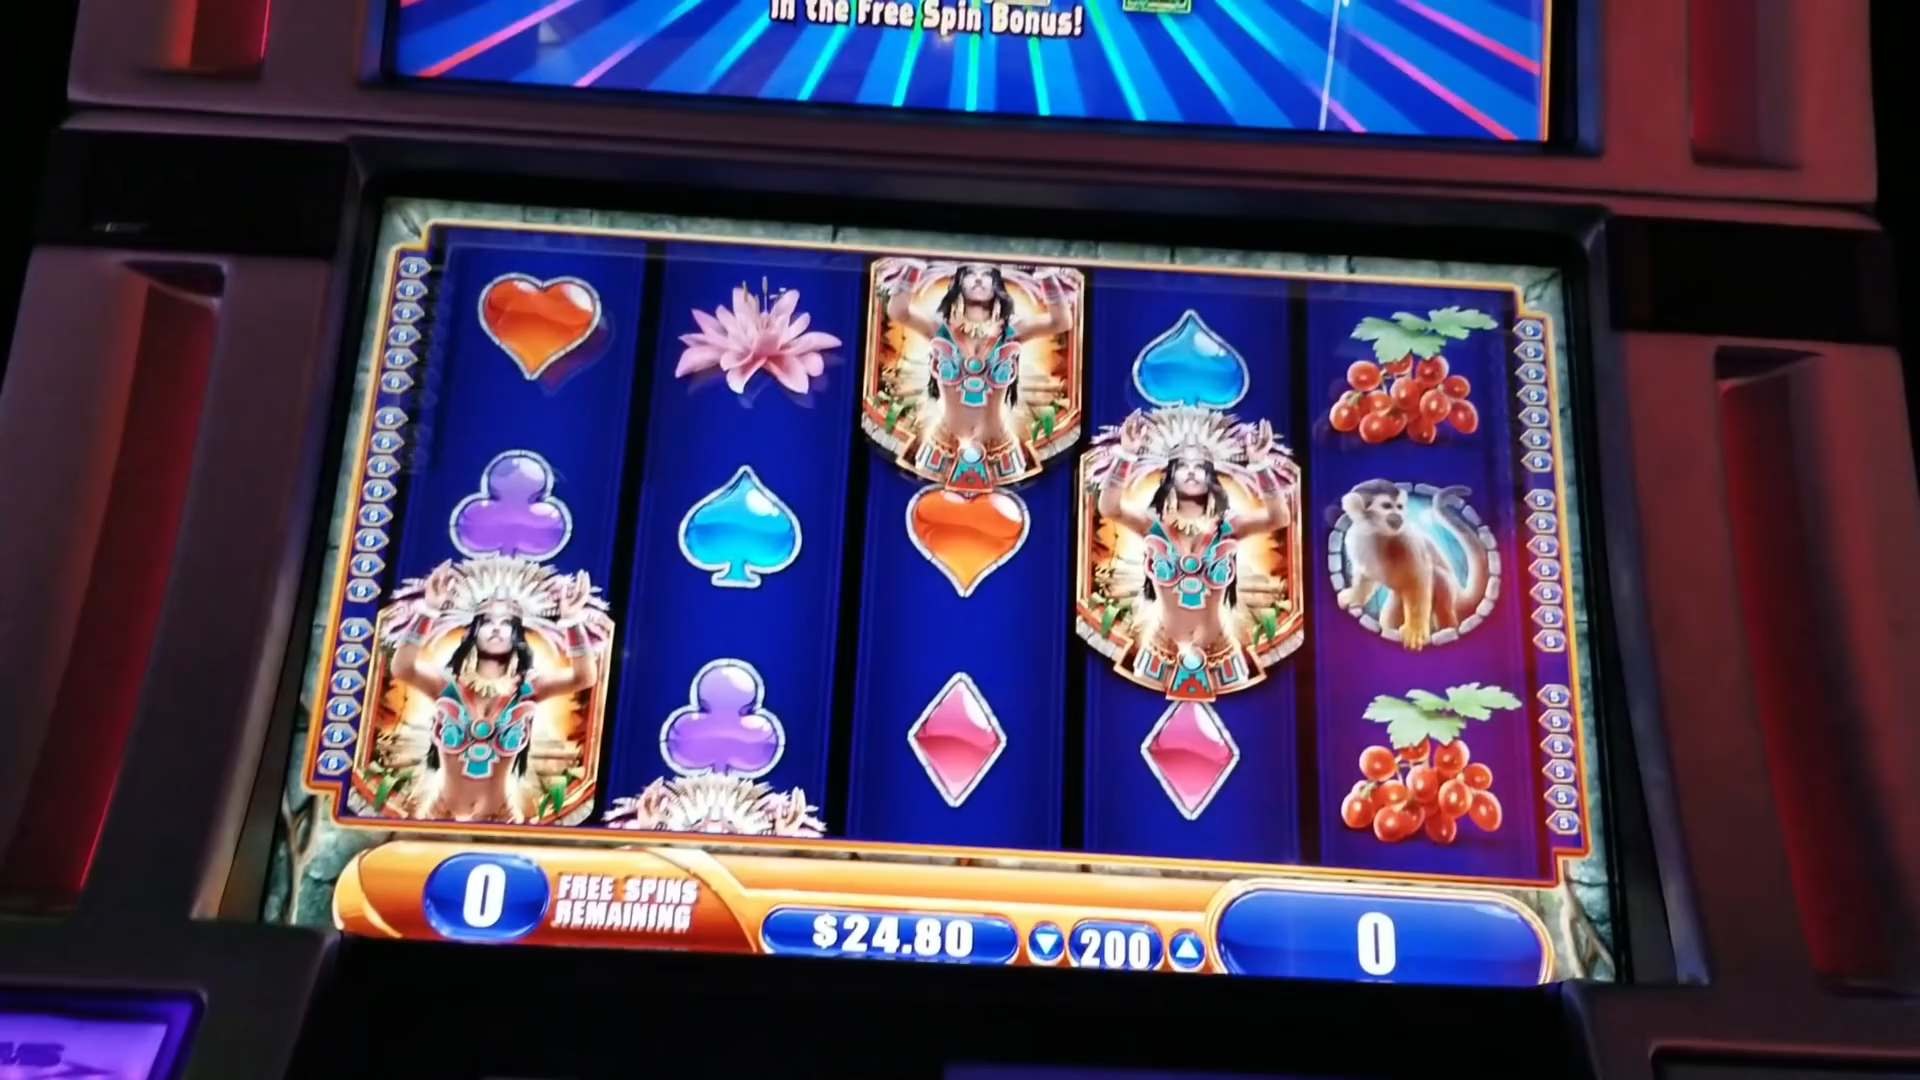 in the Free Spin Bonus!
0
FREE SPINS
REMAINING
$24.80
200
0